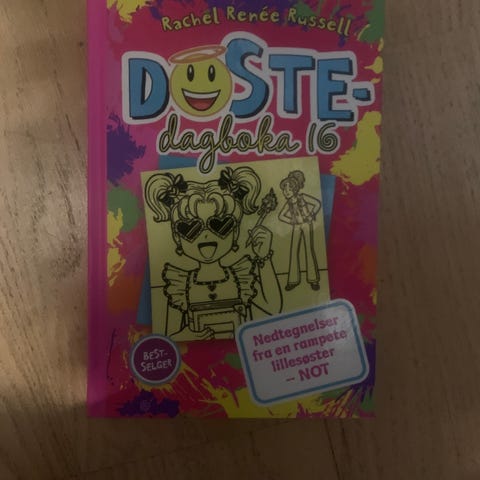 Rachel Renée Russell
DOSTE-
dagboka 16
Nedtegnelser
fra en rampete
lillesøster
– NOT
BEST-
SELGER